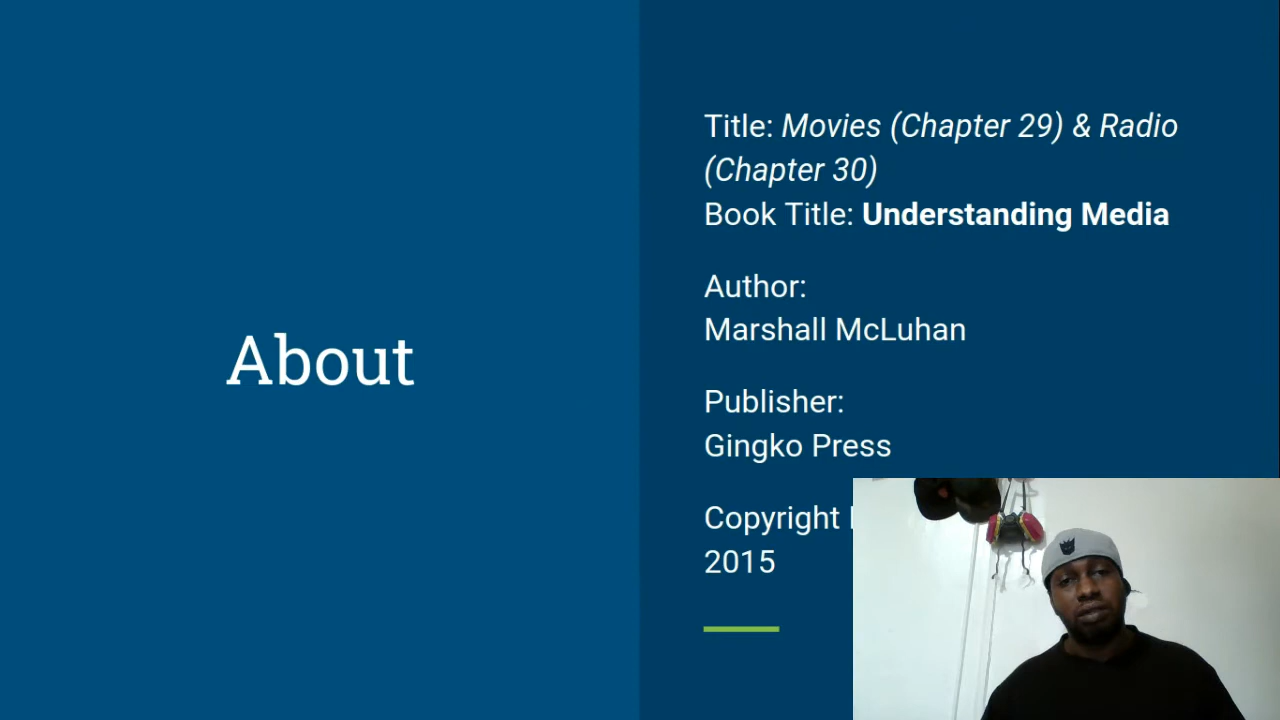 About
Title: Movies (Chapter 29) & Radio
(Chapter 30)
Book Title: Understanding Media
Author:
Marshall McLuhan
Publisher:
Gingko Press
Copyright
2015